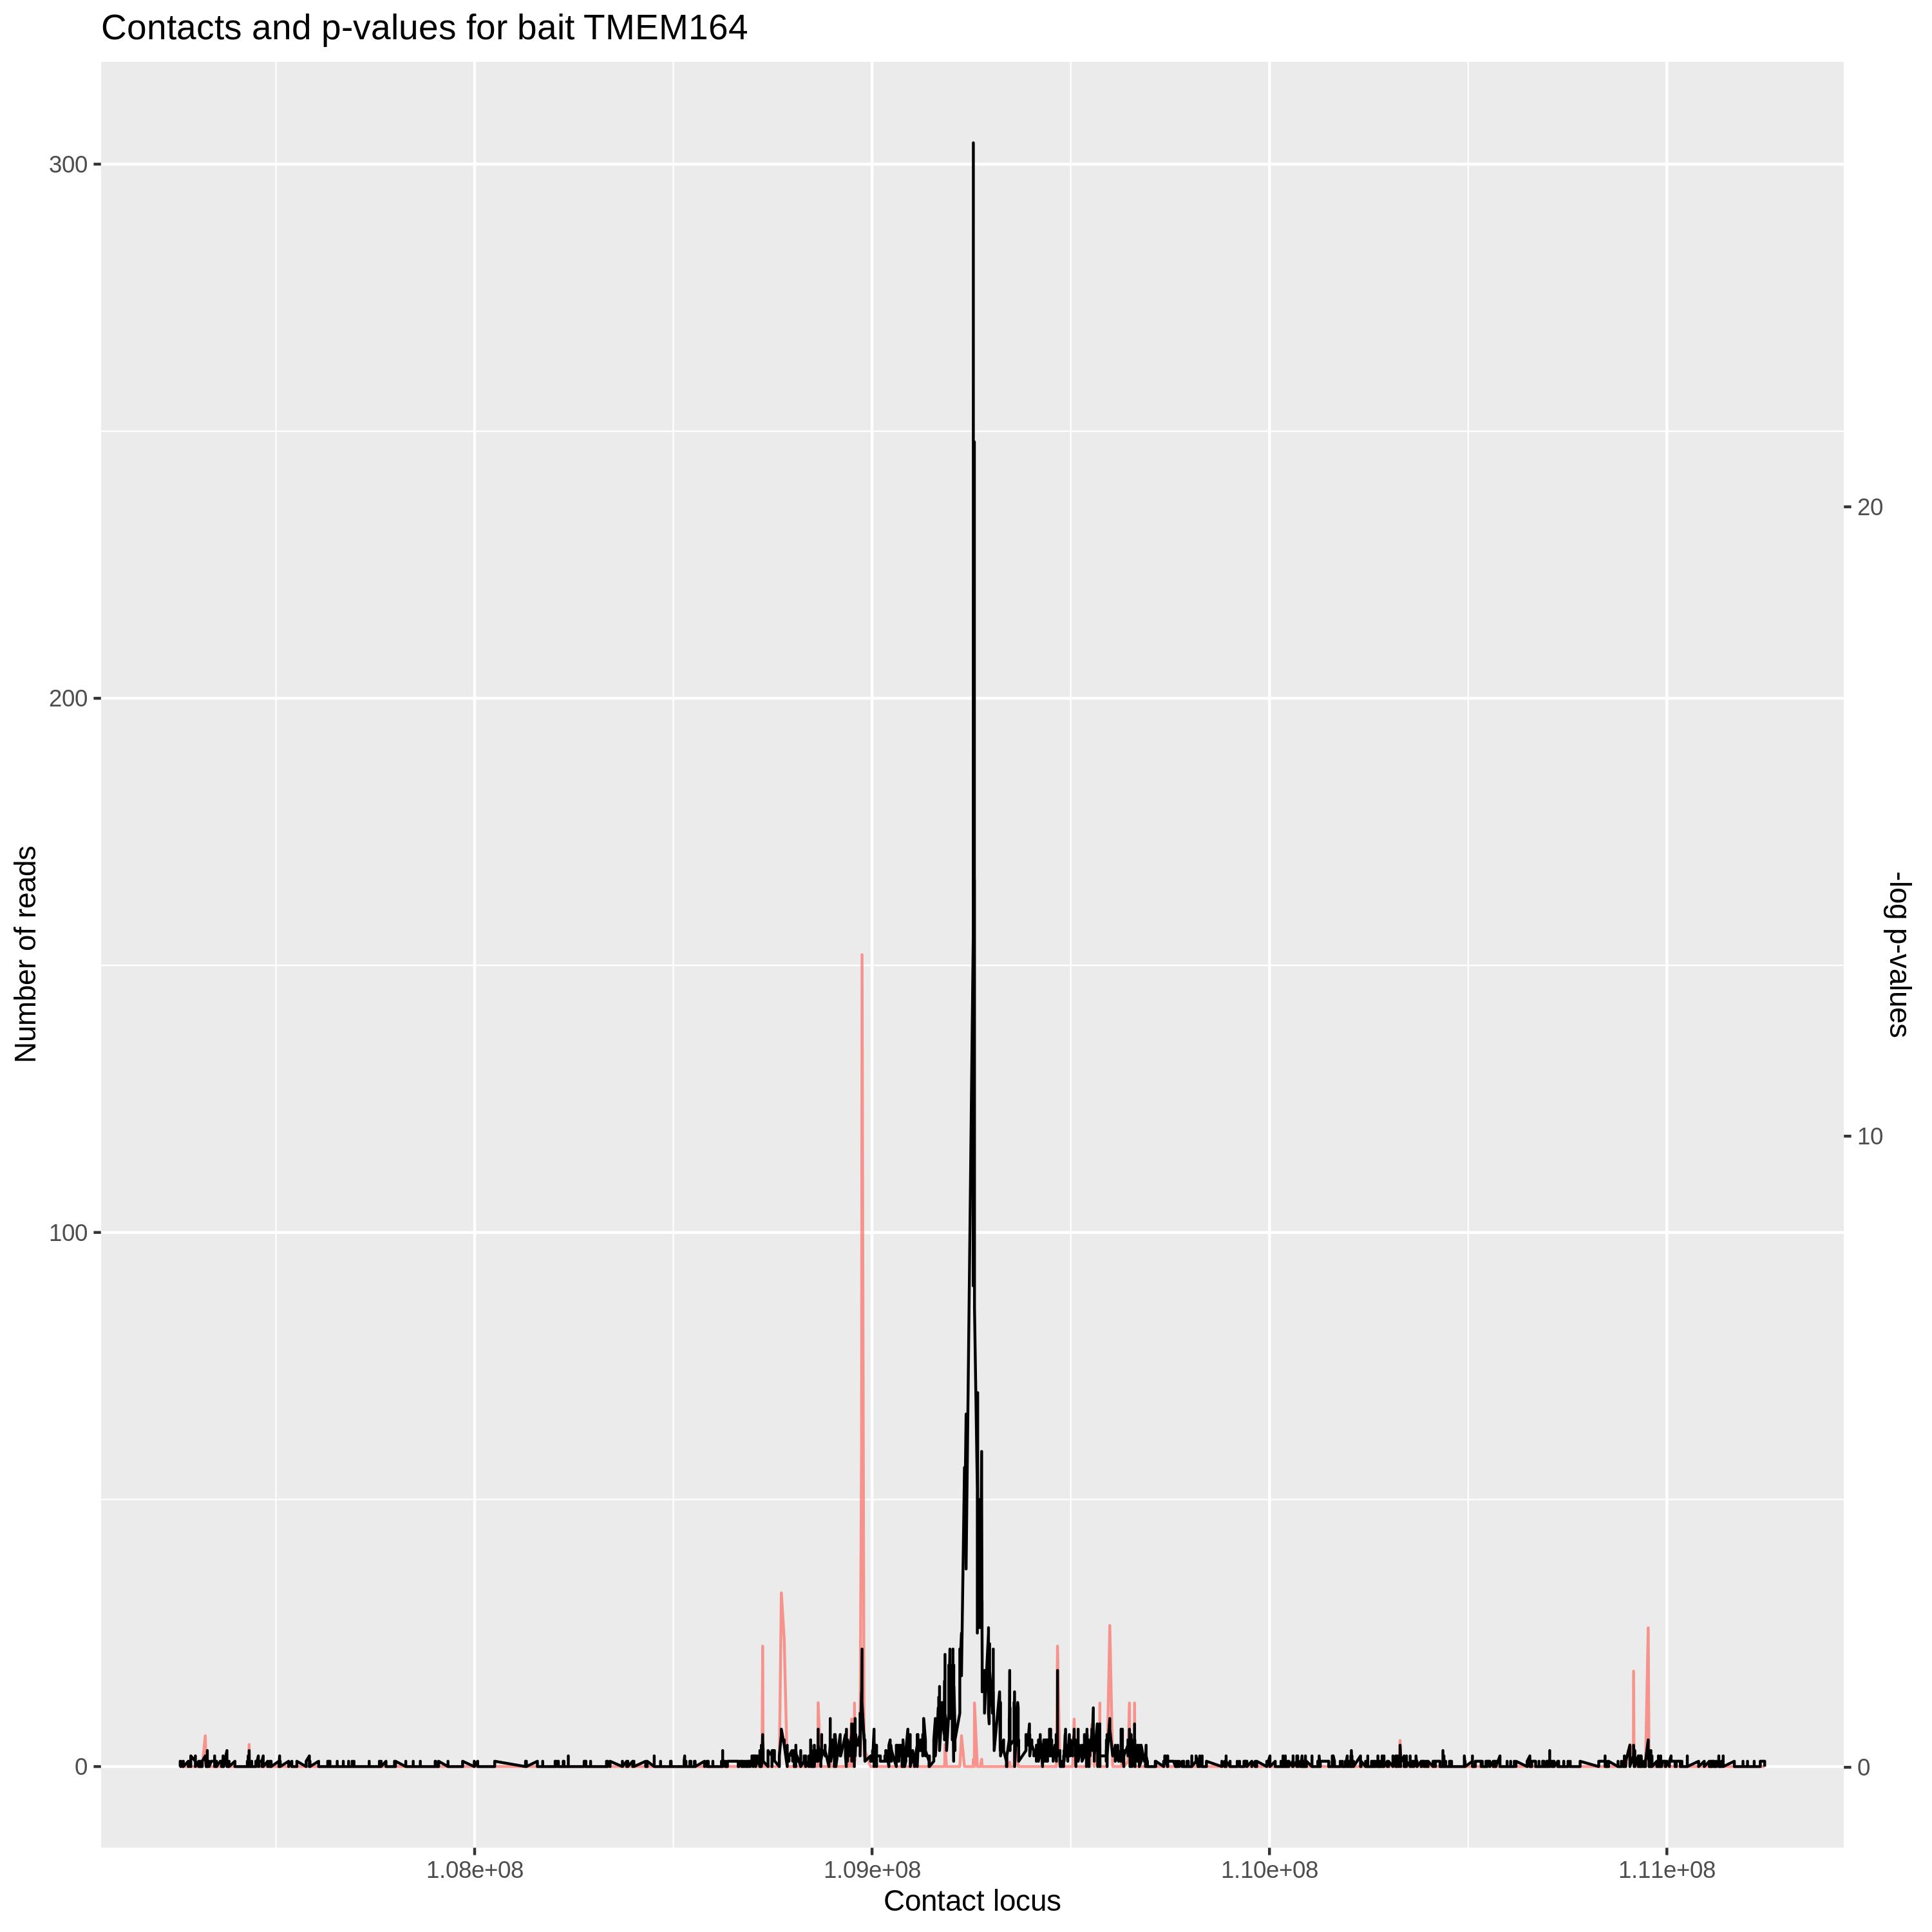 Contacts and p-values for bait TMEM164
300
200
100
0
Number of reads
20
10
0
-log p-values
1.08e+08
1.09e+08
1.10e+08
1.11e+08
Contact locus